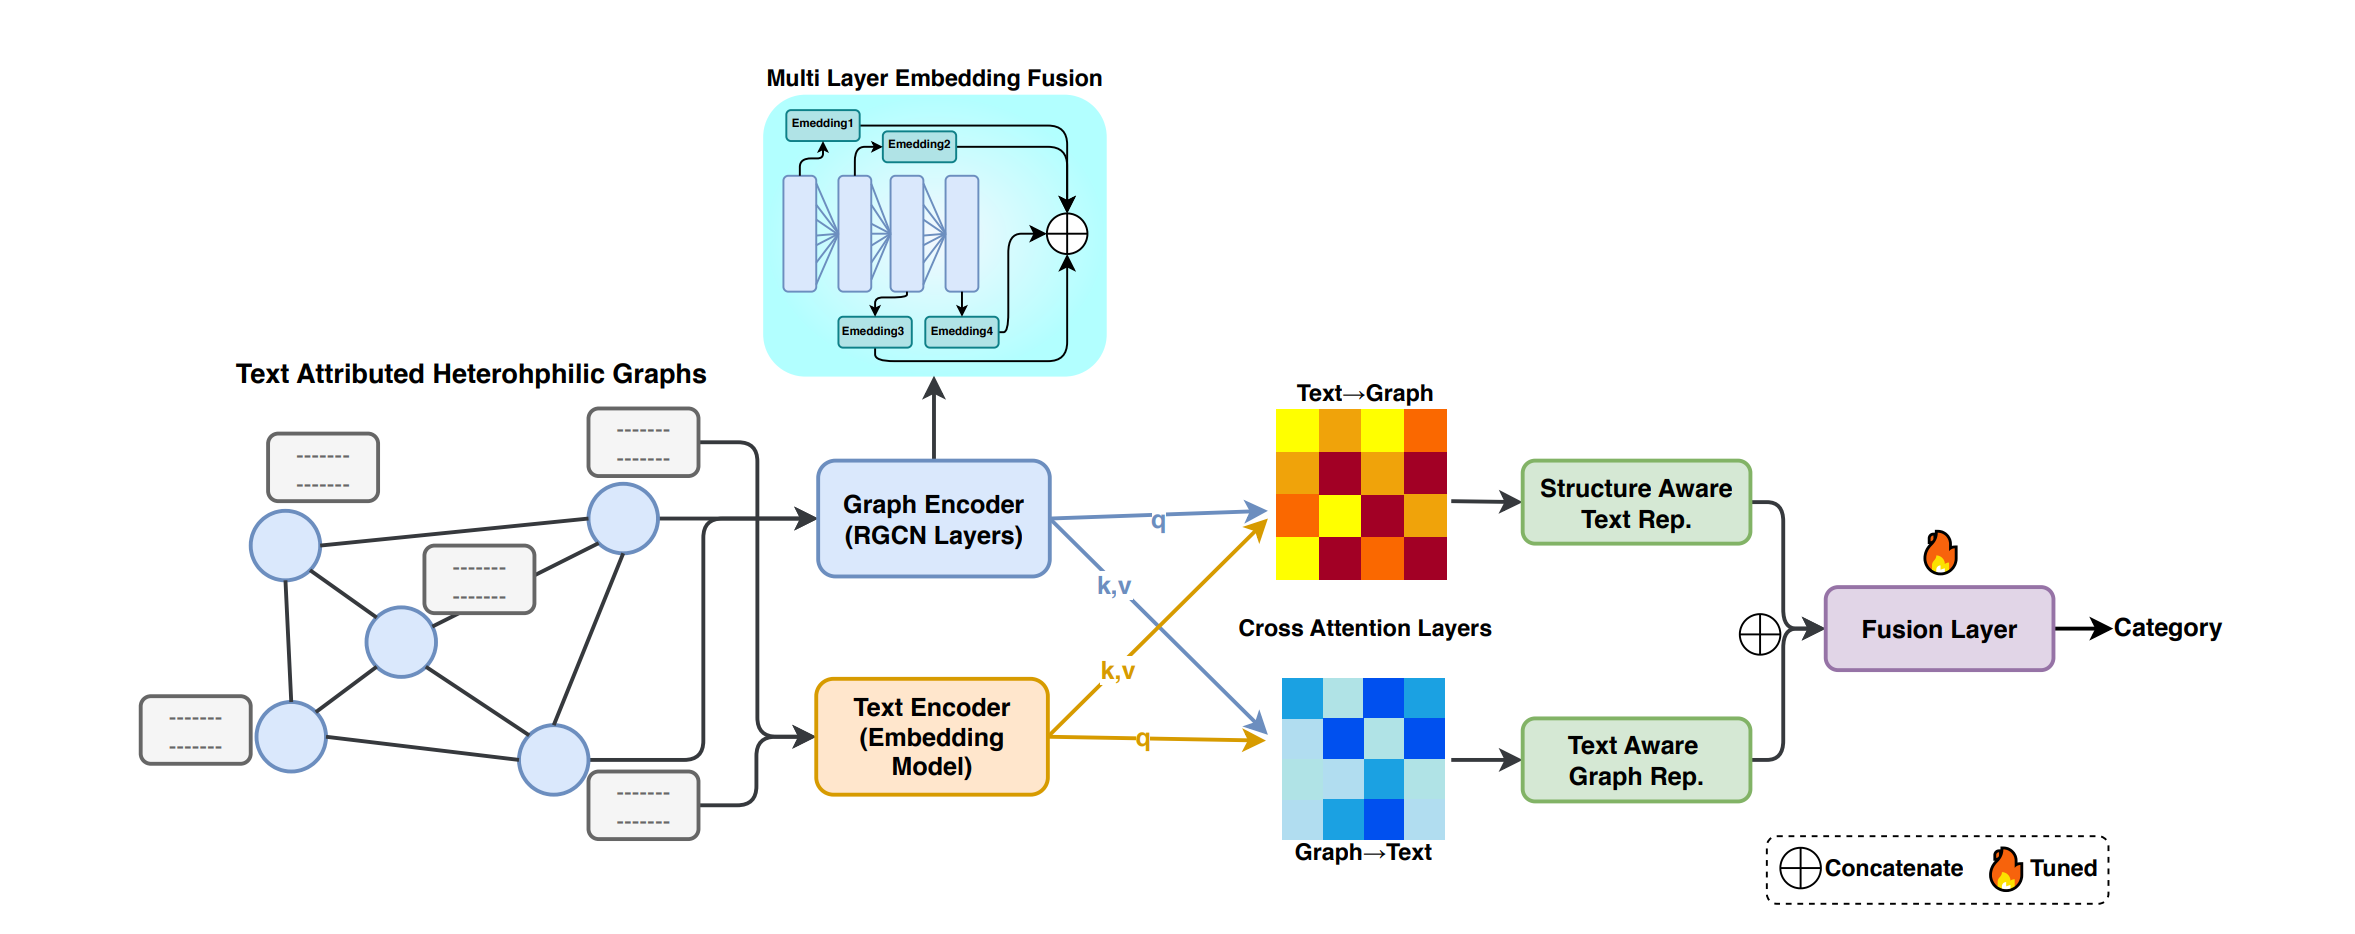 Multi Layer Embedding Fusion
Emedding1
Emedding2
Emedding3
Emedding4
Text Attributed Heterohphilic Graphs
-------
-------
-------
-------
-------
-------
-------
-------
-------
-------
Graph Encoder
(RGCN Layers)
Text Encoder
(Embedding
Model)
q
k,v
k,v
q
Text→Graph
Cross Attention Layers
Graph→Text
Structure Aware
Text Rep.
Text Aware
Graph Rep.
Fusion Layer
Category
Concatenate
Tuned